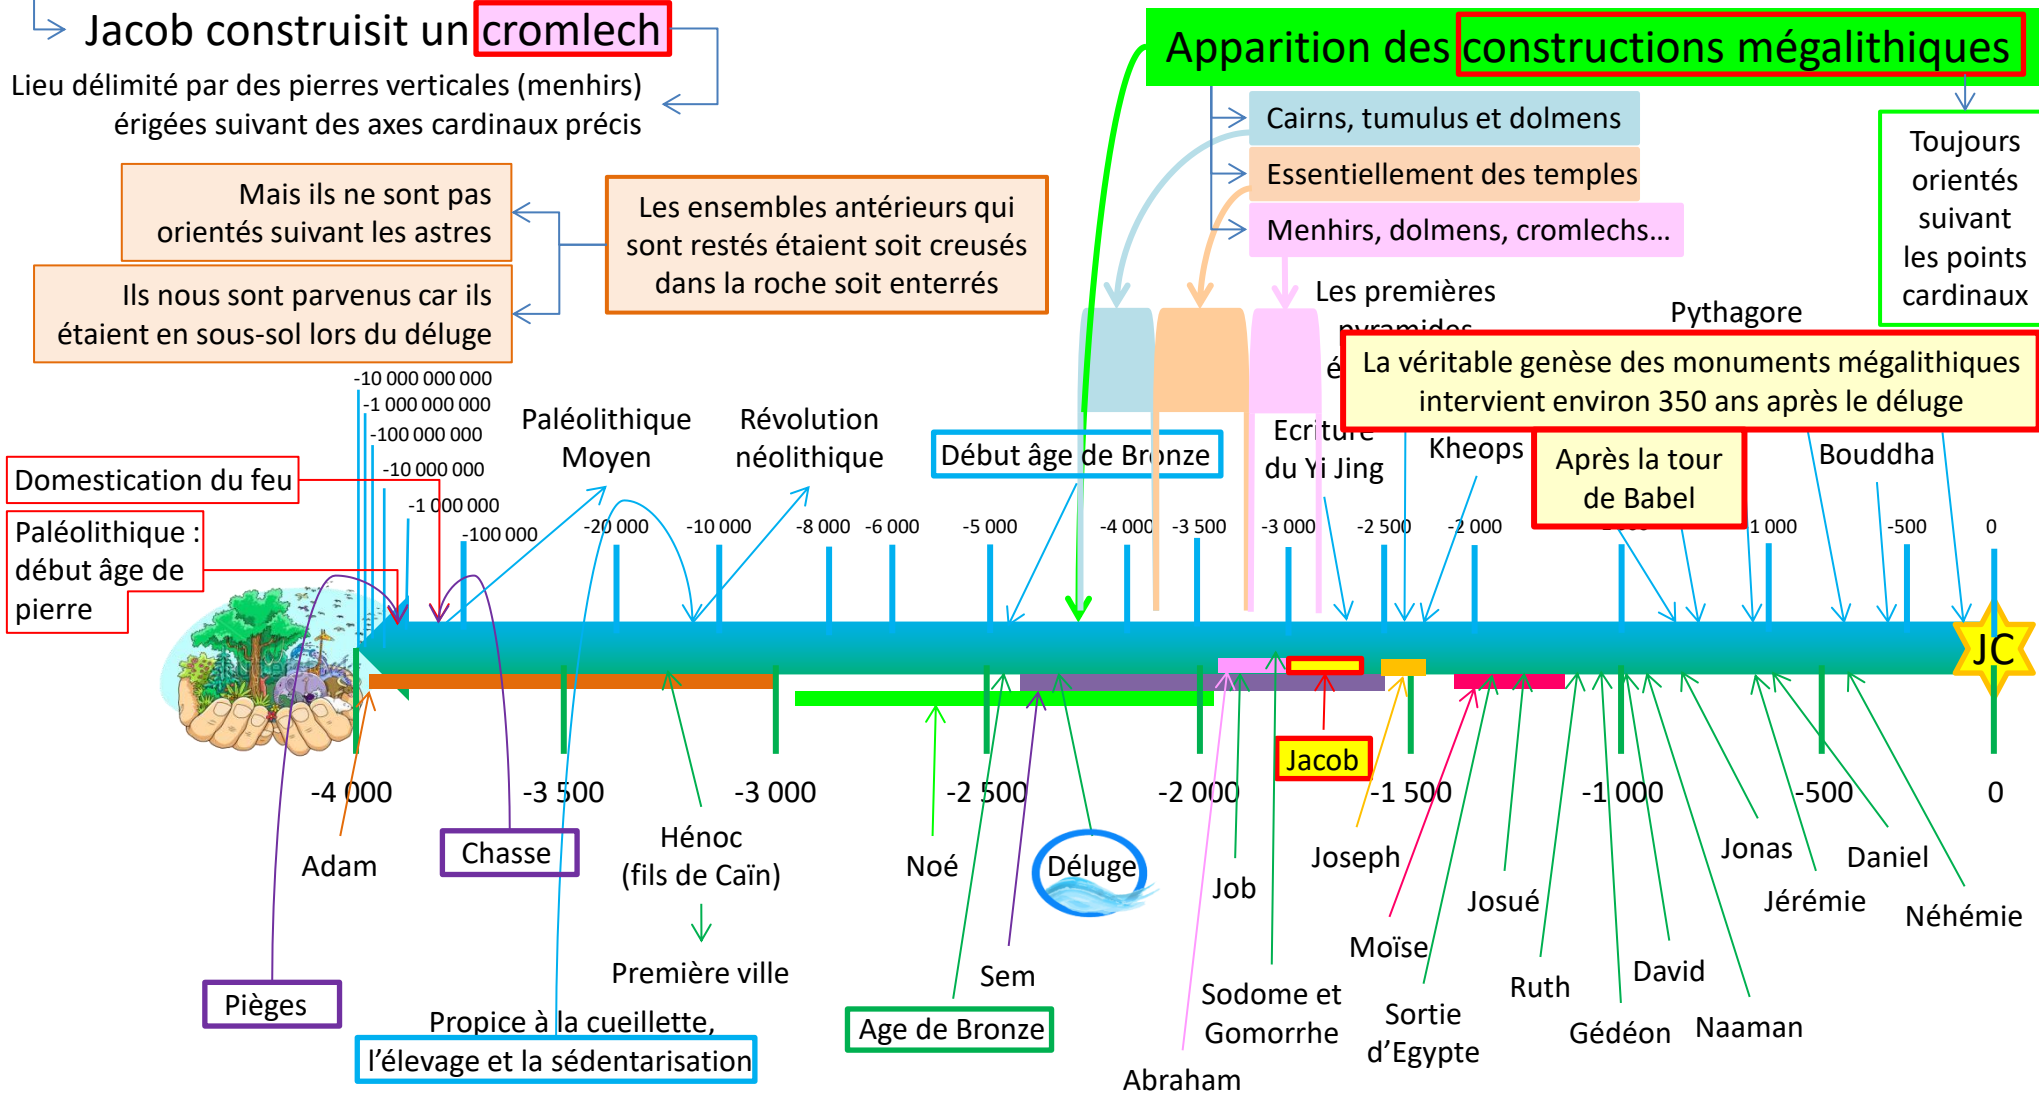 Jacob construisit un cromlech
Lieu délimité par des pierres verticales (menhirs)
érigées suivant des axes cardinaux précis
Apparition des constructions mégalithiques
Cairns, tumulus et dolmens
Essentiellement des temples
Menhirs, dolmens, cromlechs…
Toujours
orientés
suivant
les points
cardinaux
Mais ils ne sont pas
orientés suivant les astres
Ils nous sont parvenus car ils
étaient en sous-sol lors du déluge
Les ensembles antérieurs qui
sont restés étaient soit creusés
dans la roche soit enterrés
Les premières
pyramides
Pythagore
La véritable genèse des monuments mégalithiques
intervient environ 350 ans après le déluge
Après la tour
de Babel
-10 000 000 000
-1 000 000 000
-100 000 000
-10 000 000
-1 000 000
-100 000
Domestication du feu
Paléolithique :
début âge de
pierre
Paléolithique
Moyen
Révolution
néolithique
Début âge de Bronze
Ecriture
du Yi Jing
Kheops
Bouddha
-20 000
-10 000
-8 000
-6 000
-5 000
-4 000
-3 500
-3 000
-2 500
-2 000
1 000
-500
0
JC
-4 000
-3 500
-3 000
-2 500
-2 000
-1 500
-1 000
-500
0
Jacob
Adam
Chasse
Hénoc
(fils de Caïn)
Première ville
Noé
Déluge
Job
Joseph
Josué
Jonas
Daniel
Jérémie
Néhémie
Moïse
Sem
Pièges
Propice à la cueillette,
l’élevage et la sédentarisation
Age de Bronze
Sodome et
Gomorrhe
Sortie
d’Egypte
Ruth
David
Gédéon
Naaman
Abraham